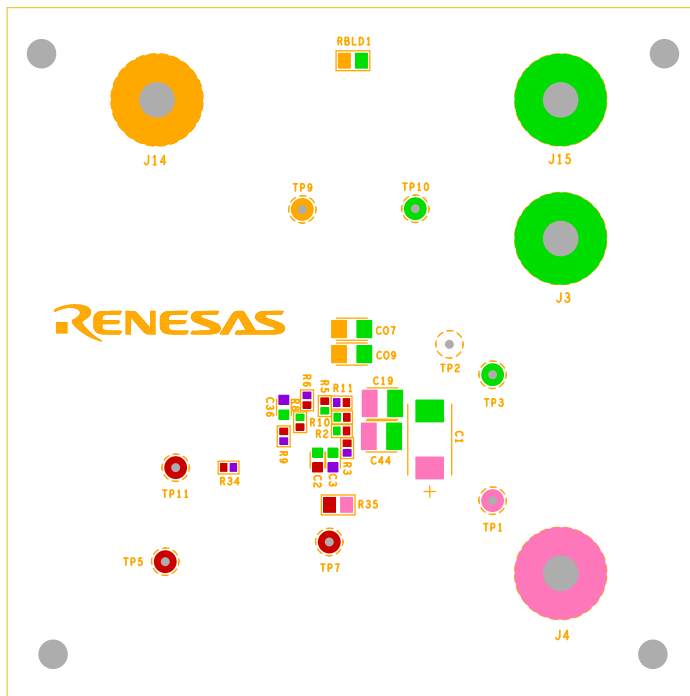 RBLD1
J14
J15
TP9
TP10
J3
RENESAS
CO7
CO9
TP2
TP3
C19
R6
R5
R11
C36
R8
R10
R2
C1
R9
R3
C44
C2
C3
R34
TP11
R35
TP1
TP5
TP7
J4